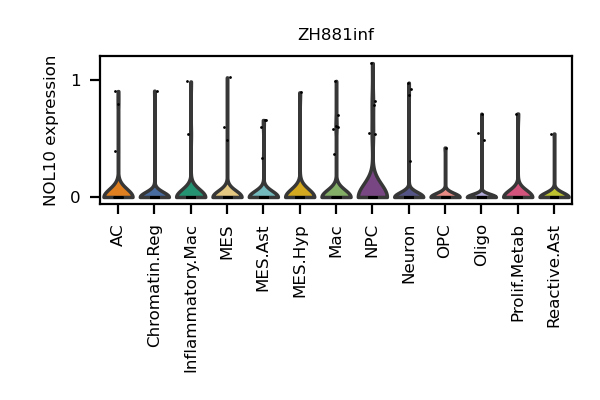 ZH881inf
NOL10 expression
1
0
AC
Chromatin.Reg
Inflammatory.Mac
MES
MES.Ast
MES.Hyp
Mac
NPC
Neuron
OPC
Oligo
Prolif.Metab
Reactive.Ast